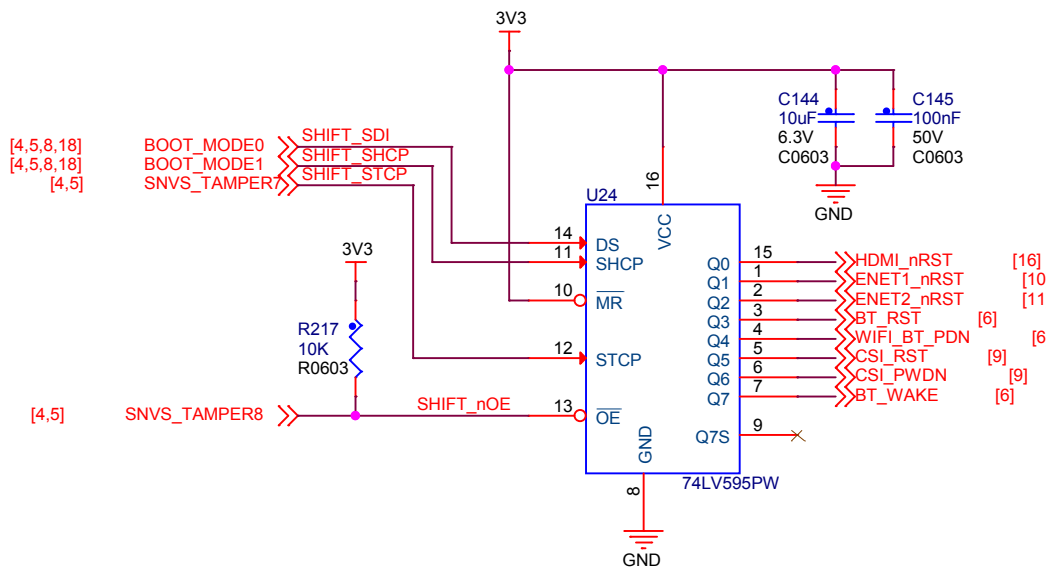 3V3
C144
10uF
6.3V
C0603
C145
100nF
50V
C0603
GND
[4,5,8,18] BOOT_MODE0 SHIFT_SDI
[4,5,8,18] BOOT_MODE1 SHIFT_SHCP
[4,5] SNVS_TAMPER7 SHIFT_STCP
3V3
R217
10K
R0603
[4,5] SNVS_TAMPER8 SHIFT_nOE
U24
16 VCC
14 DS
11 SHCP
10 MR
12 STCP
13 OE
Q0 15 HDMI_nRST [16]
Q1 1 ENET1_nRST [10
Q2 2 ENET2_nRST [11
Q3 3 BT_RST [6]
Q4 4 WIFI_BT_PDN [6
Q5 5 CSI_RST [9]
Q6 6 CSI_PWDN [9]
Q7 7 BT_WAKE [6]
Q7S 9
GND 8
74LV595PW
GND